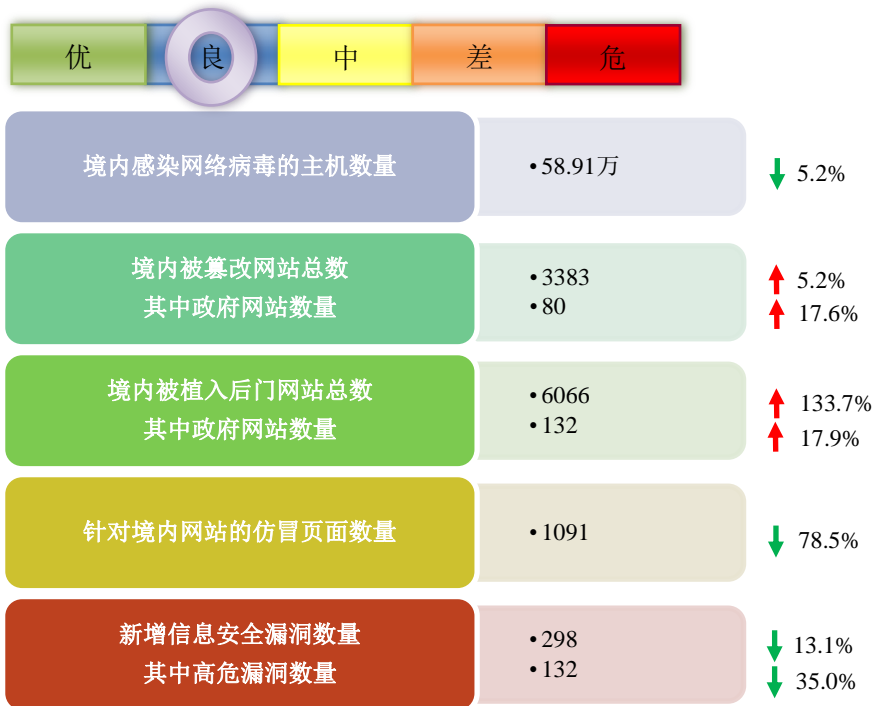 优 良 中 差 危
境内感染网络病毒的主机数量 •58.91万 5.2%
境内被篡改网站总数 •3383 5.2%
其中政府网站数量 •80 17.6%
境内被植入后门网站总数 •6066 133.7%
其中政府网站数量 •132 17.9%
针对境内网站的仿冒页面数量 •1091 78.5%
新增信息安全漏洞数量 •298 13.1%
其中高危漏洞数量 •132 35.0%